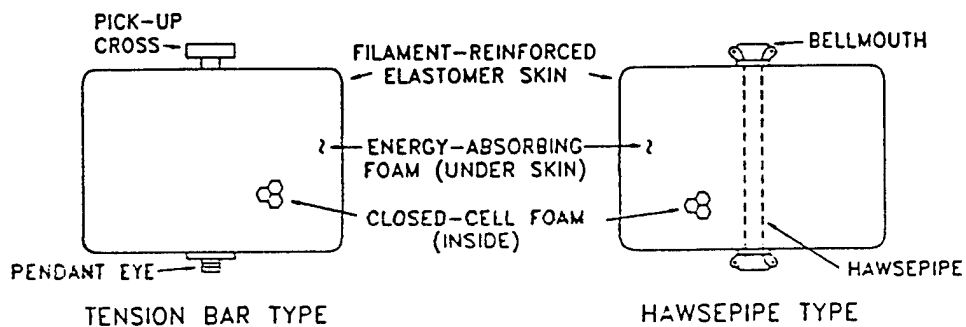 PICK-UP
CROSS
FILAMENT-REINFORCED
ELASTOMER SKIN
BELLMOUTH
ENERGY-ABSORBING
FOAM (UNDER SKIN)
CLOSED-CELL FOAM
(INSIDE)
PENDANT EYE
HAWSEPIPE
TENSION BAR TYPE
HAWSEPIPE TYPE